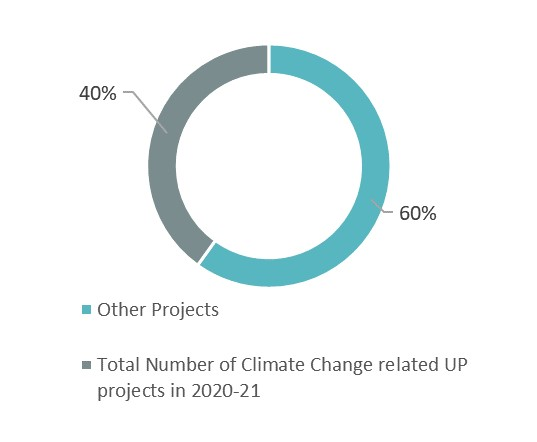 40%
60%
Other Projects
Total Number of Climate Change related UP
projects in 2020-21